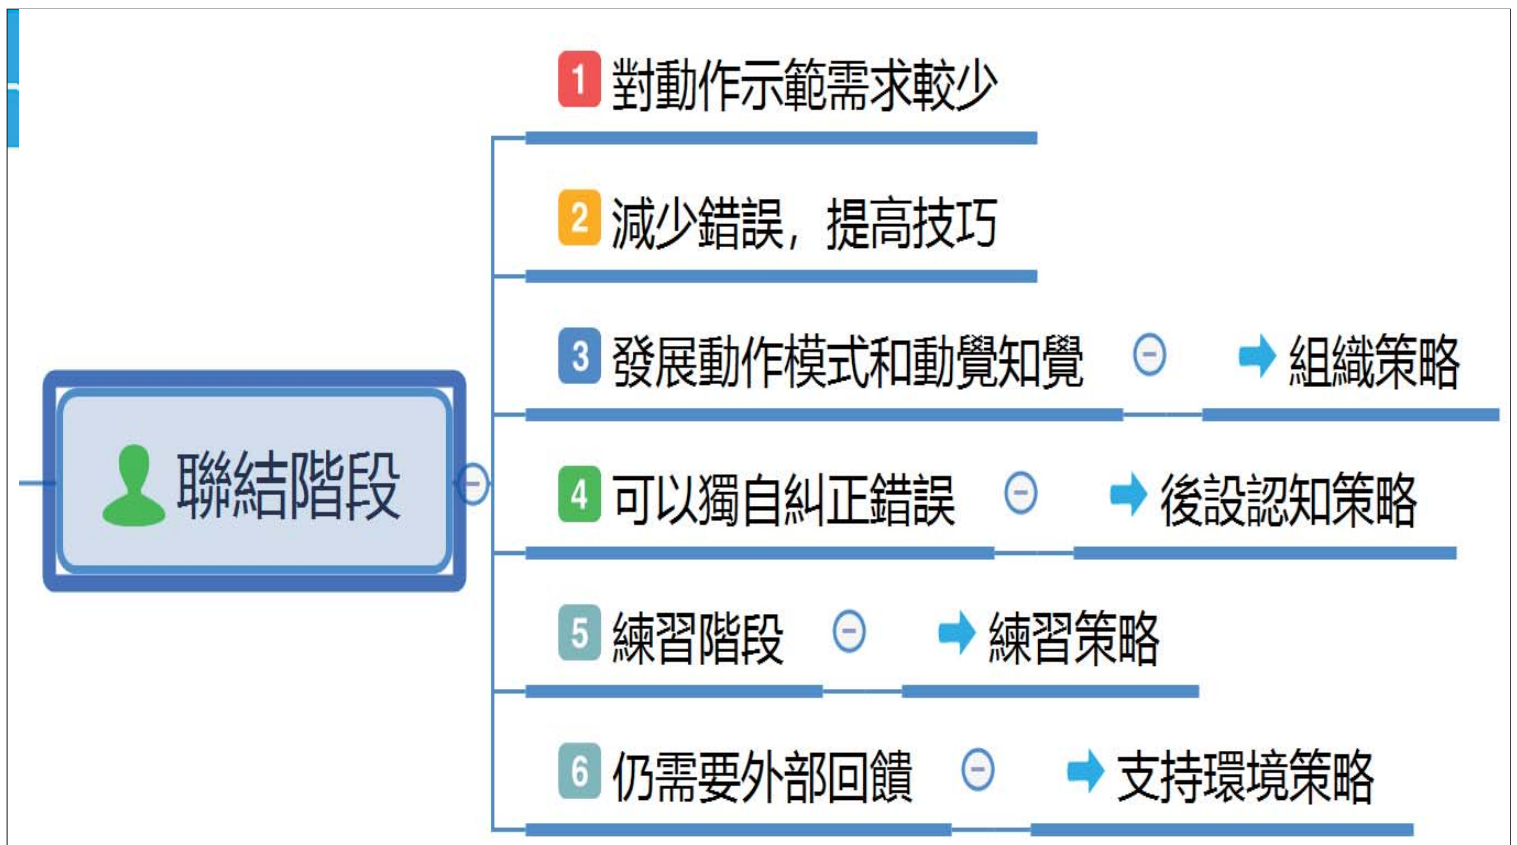 1 對動作示範需求較少
2 減少錯誤，提高技巧
3 發展動作模式和動覺知覺 組織策略
聯結階段
4 可以獨自糾正錯誤 後設認知策略
5 練習階段 練習策略
6 仍需要外部回饋 支持環境策略